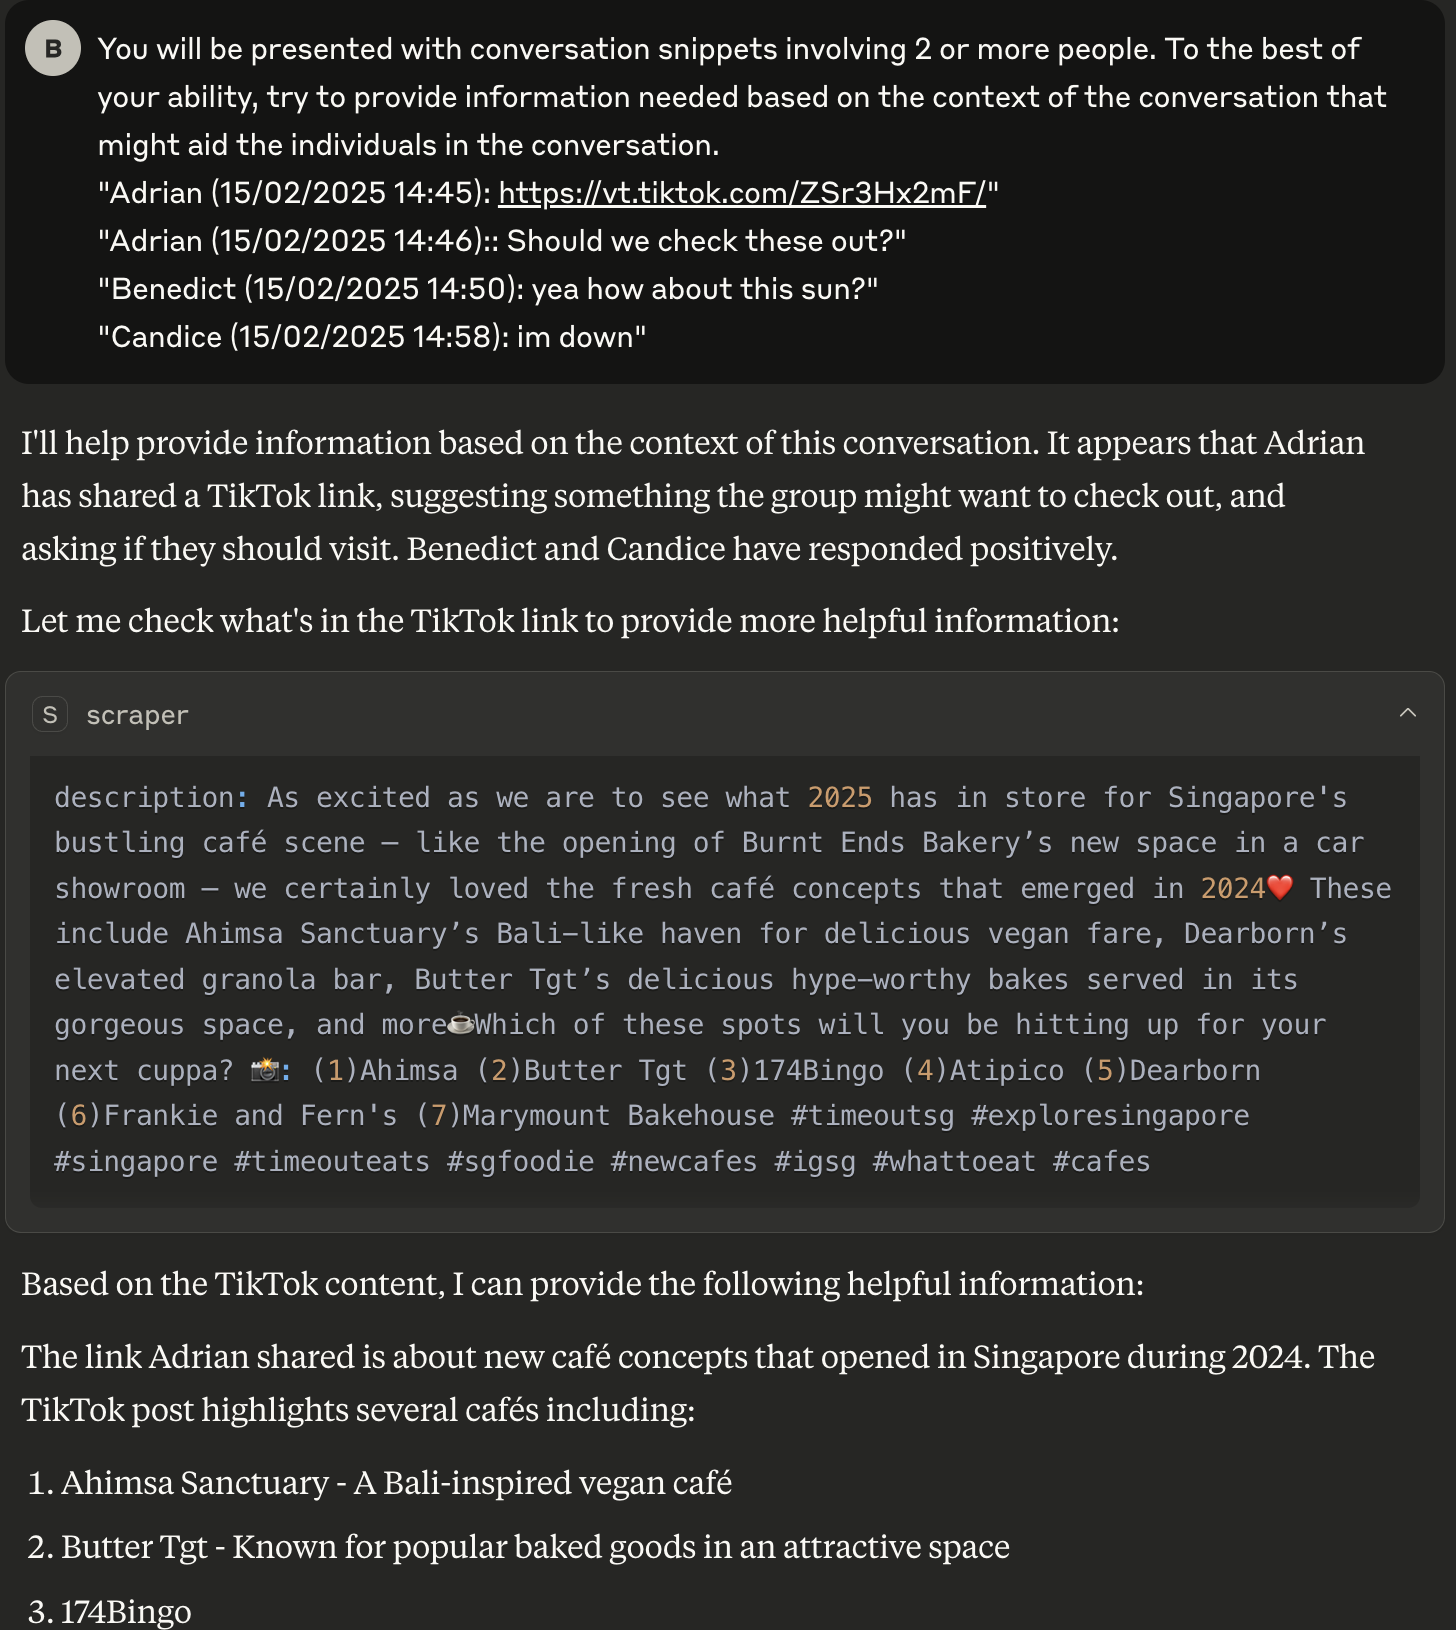 B
You will be presented with conversation snippets involving 2 or more people. To the best of
your ability, try to provide information needed based on the context of the conversation that
might aid the individuals in the conversation.
"Adrian (15/02/2025 14:45): https://vt.tiktok.com/ZSr3Hx2mF/"
"Adrian (15/02/2025 14:46):: Should we check these out?"
"Benedict (15/02/2025 14:50): yea how about this sun?"
"Candice (15/02/2025 14:58): im down"
I'll help provide information based on the context of this conversation. It appears that Adrian
has shared a TikTok link, suggesting something the group might want to check out, and
asking if they should visit. Benedict and Candice have responded positively.
Let me check what's in the TikTok link to provide more helpful information:
S scraper
description: As excited as we are to see what 2025 has in store for Singapore's
bustling café scene – like the opening of Burnt Ends Bakery’s new space in a car
showroom – we certainly loved the fresh café concepts that emerged in 2024❤️ These
include Ahimsa Sanctuary’s Bali-like haven for delicious vegan fare, Dearborn’s
elevated granola bar, Butter Tgt’s delicious hype-worthy bakes served in its
gorgeous space, and more☕Which of these spots will you be hitting up for your
next cuppa? 📸: (1)Ahimsa (2)Butter Tgt (3)174Bingo (4)Atipico (5)Dearborn
(6)Frankie and Fern's (7)Marymount Bakehouse #timeoutsg #exploresingapore
#singapore #timeouteats #sgfoodie #newcafes #igsg #whattoeat #cafes
Based on the TikTok content, I can provide the following helpful information:
The link Adrian shared is about new café concepts that opened in Singapore during 2024. The
TikTok post highlights several cafés including:
1. Ahimsa Sanctuary - A Bali-inspired vegan café
2. Butter Tgt - Known for popular baked goods in an attractive space
3. 174Bingo